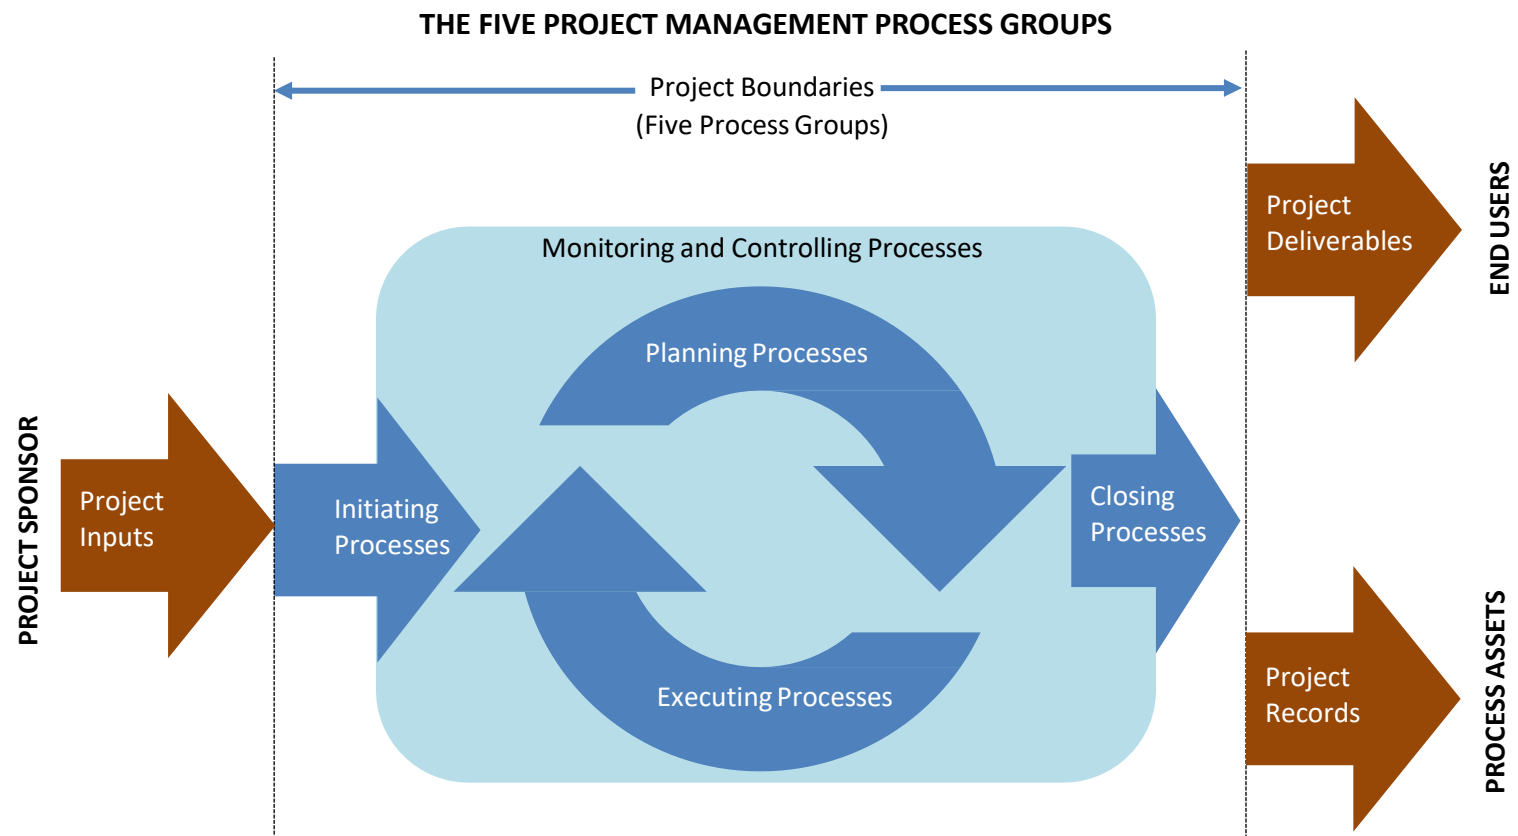 THE FIVE PROJECT MANAGEMENT PROCESS GROUPS
Project Boundaries
(Five Process Groups)
PROJECT SPONSOR
Project
Inputs
Initiating
Processes
Monitoring and Controlling Processes
Planning Processes
Executing Processes
Closing
Processes
Project
Deliverables
END USERS
Project
Records
PROCESS ASSETS